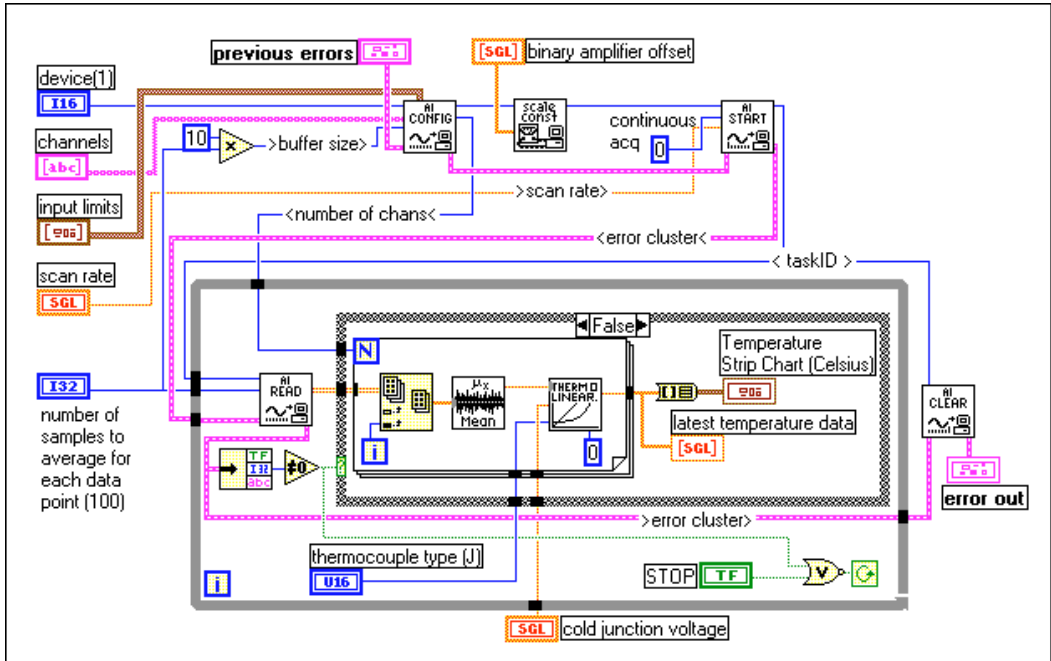 previous errors
[SGL] binary amplifier offset
device(1)
I16
AI CONFIG
scale const
AI START
channels
[abc]
10
x
>buffer size>
continuous acq
0
>scan rate>
input limits
<number of chans<
<error cluster<
scan rate
SGL
< taskID >
False
N
Temperature
Strip Chart (Celsius)
I32
AI READ
μx
Mean
THERMO LINEAR.
AI CLEAR
number of
samples to
average for
each data
point (100)
i
0
latest temperature data
[SGL]
TF
I32
abc
≠0
?
error out
>error cluster>
thermocouple type (J)
U16
STOP
TF
V
i
SGL
cold junction voltage